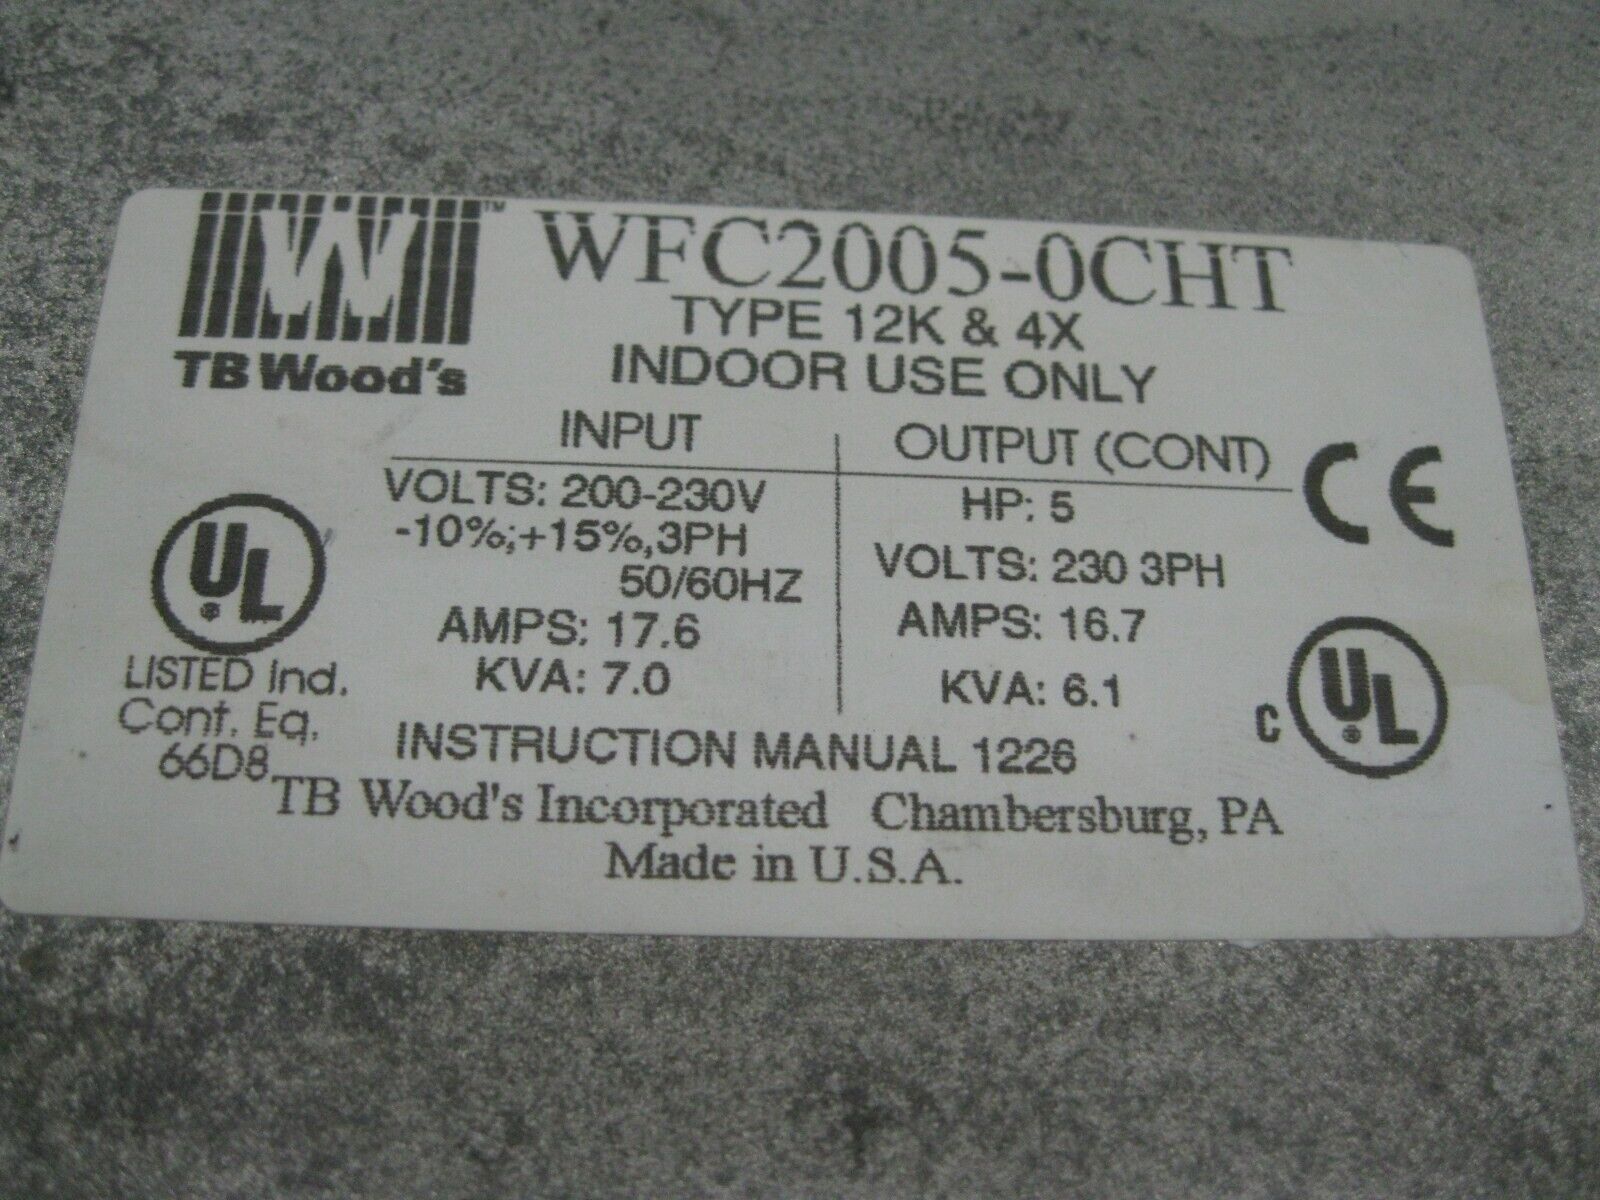 TB Wood's ™
WFC2005-0CHT
TYPE 12K & 4X
INDOOR USE ONLY
INPUT
VOLTS: 200-230V
-10%;+15%,3PH
50/60HZ
AMPS: 17.6
KVA: 7.0
OUTPUT (CONT)
HP: 5
VOLTS: 230 3PH
AMPS: 16.7
KVA: 6.1
CE
UL
LISTED Ind.
Cont. Eq.
66D8
C UL
INSTRUCTION MANUAL 1226
TB Wood's Incorporated Chambersburg, PA
Made in U.S.A.